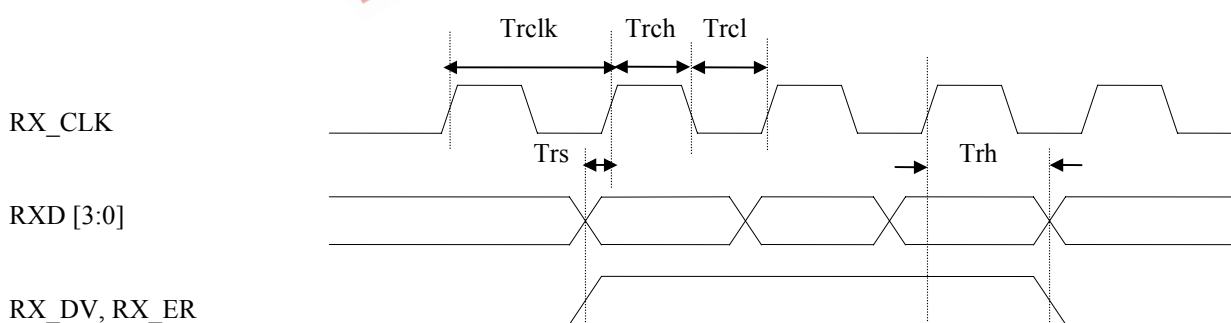 Trclk Trch Trcl
RX_CLK
Trs Trh
RXD [3:0]
RX_DV, RX_ER